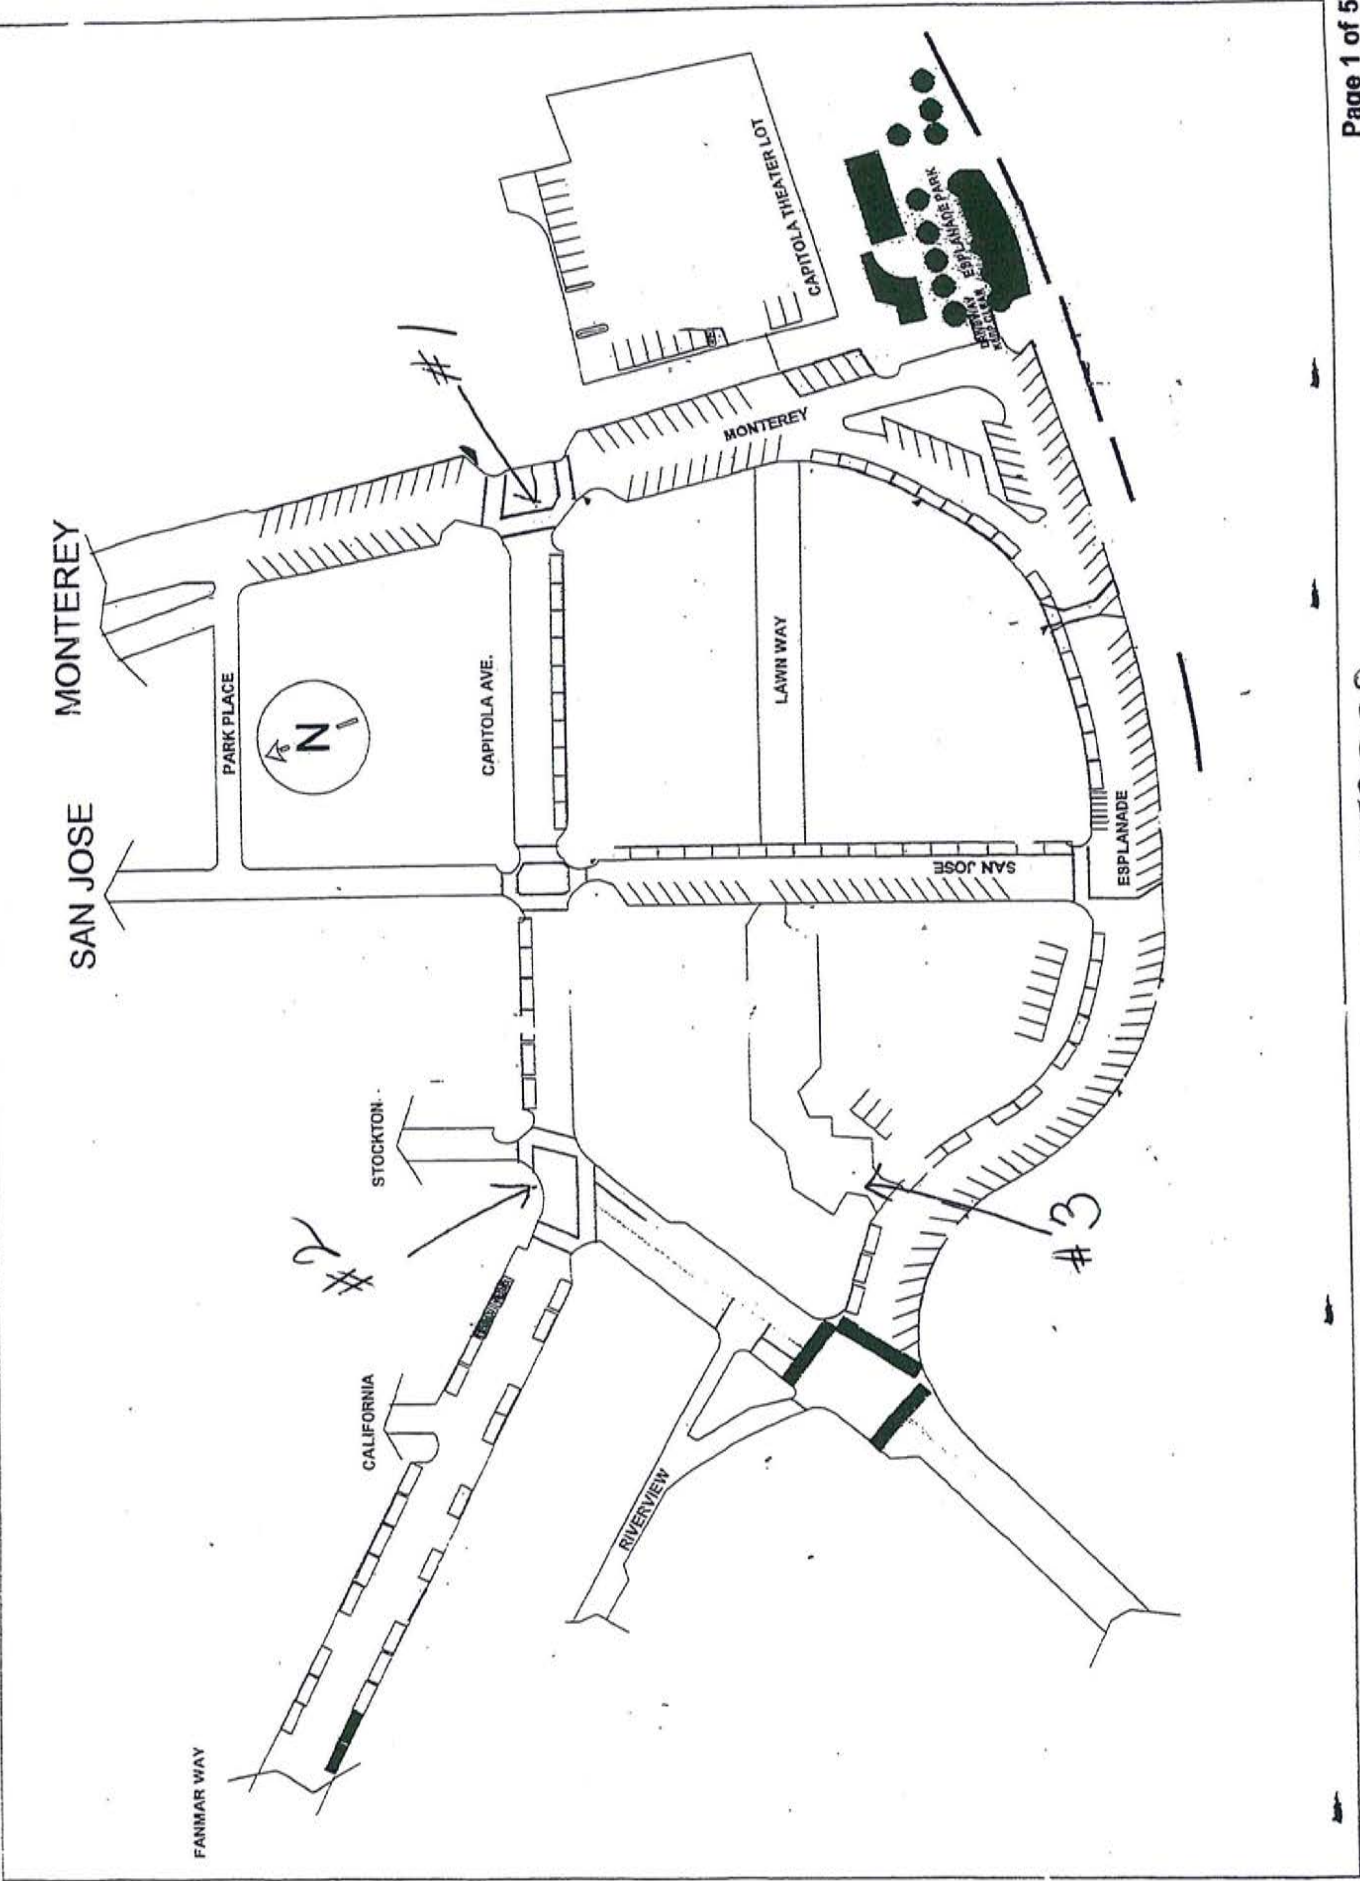 Page 1 of 5
SAN JOSE
MONTEREY
PARK PLACE
N
CAPITOLA AVE.
#1
CAPITOLA THEATER LOT
MONTEREY
ESPLANADE PARK
LAWN WAY
SAN JOSE
ESPLANADE
STOCKTON
#2
#3
CALIFORNIA
RIVERVIEW
FANMAR WAY